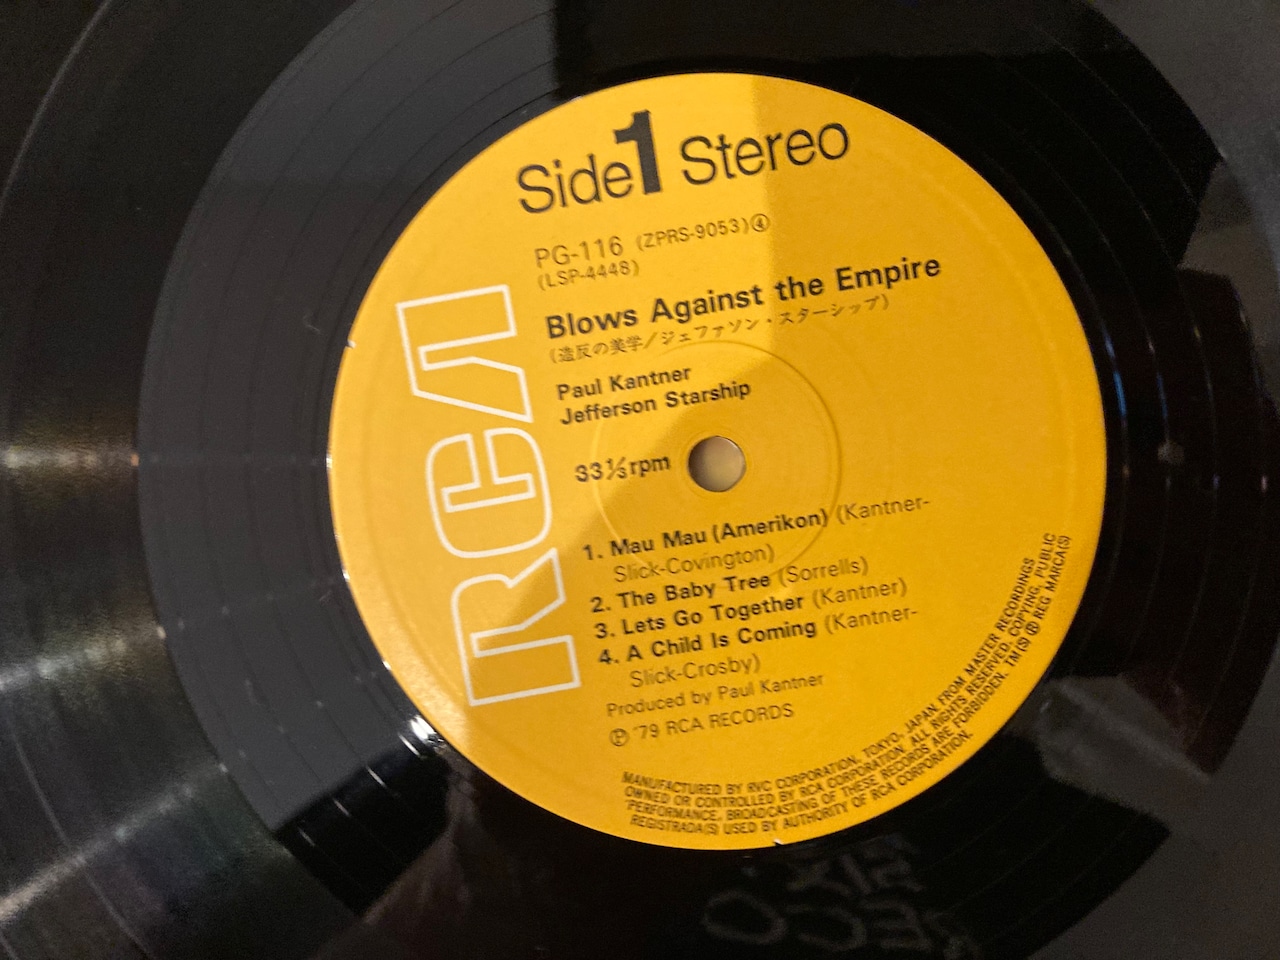 Side 1 Stereo
PG-116 (ZPRS-9053)④
(LSP-4448)
Blows Against the Empire
(造反の美学/ジェファソン・スターシップ)
Paul Kantner
Jefferson Starship
33⅓rpm
1. Mau Mau (Amerikon) (Kantner-
Slick-Covington)
2. The Baby Tree (Sorrells)
3. Lets Go Together (Kantner)
4. A Child Is Coming (Kantner-
Slick-Crosby)
Produced by Paul Kantner
Ⓟ '79 RCA RECORDS
RCA
MANUFACTURED BY RVC CORPORATION, TOKYO, JAPAN FROM MASTER RECORDINGS
OWNED OR CONTROLLED BY RCA CORPORATION. ALL RIGHTS RESERVED. COPYING, PUBLIC
PERFORMANCE, BROADCASTING OF THESE RECORDS ARE FORBIDDEN. TM(S) ® REG MARCA(S)
REGISTRADA(S) USED BY AUTHORITY OF RCA CORPORATION.